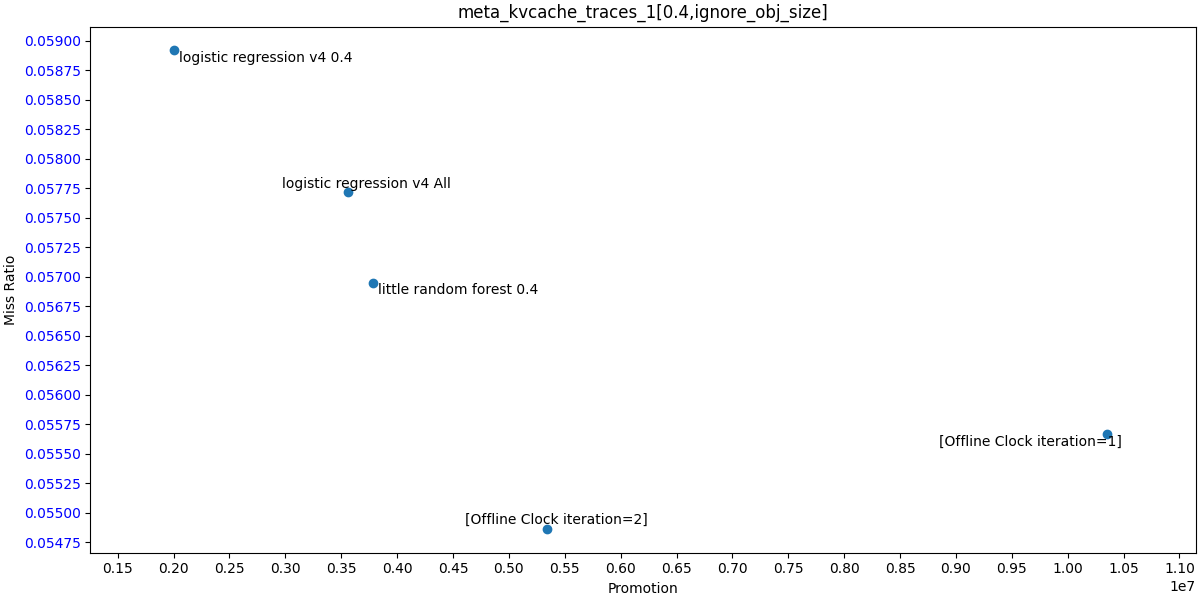 meta_kvcache_traces_1[0.4,ignore_obj_size]
0.05900
0.05875
0.05850
0.05825
0.05800
0.05775
0.05750
0.05725
0.05700
0.05675
0.05650
0.05625
0.05600
0.05575
0.05550
0.05525
0.05500
0.05475
Miss Ratio
logistic regression v4 0.4
logistic regression v4 All
little random forest 0.4
[Offline Clock iteration=1]
[Offline Clock iteration=2]
0.15 0.20 0.25 0.30 0.35 0.40 0.45 0.50 0.55 0.60 0.65 0.70 0.75 0.80 0.85 0.90 0.95 1.00 1.05 1.10
1e7
Promotion